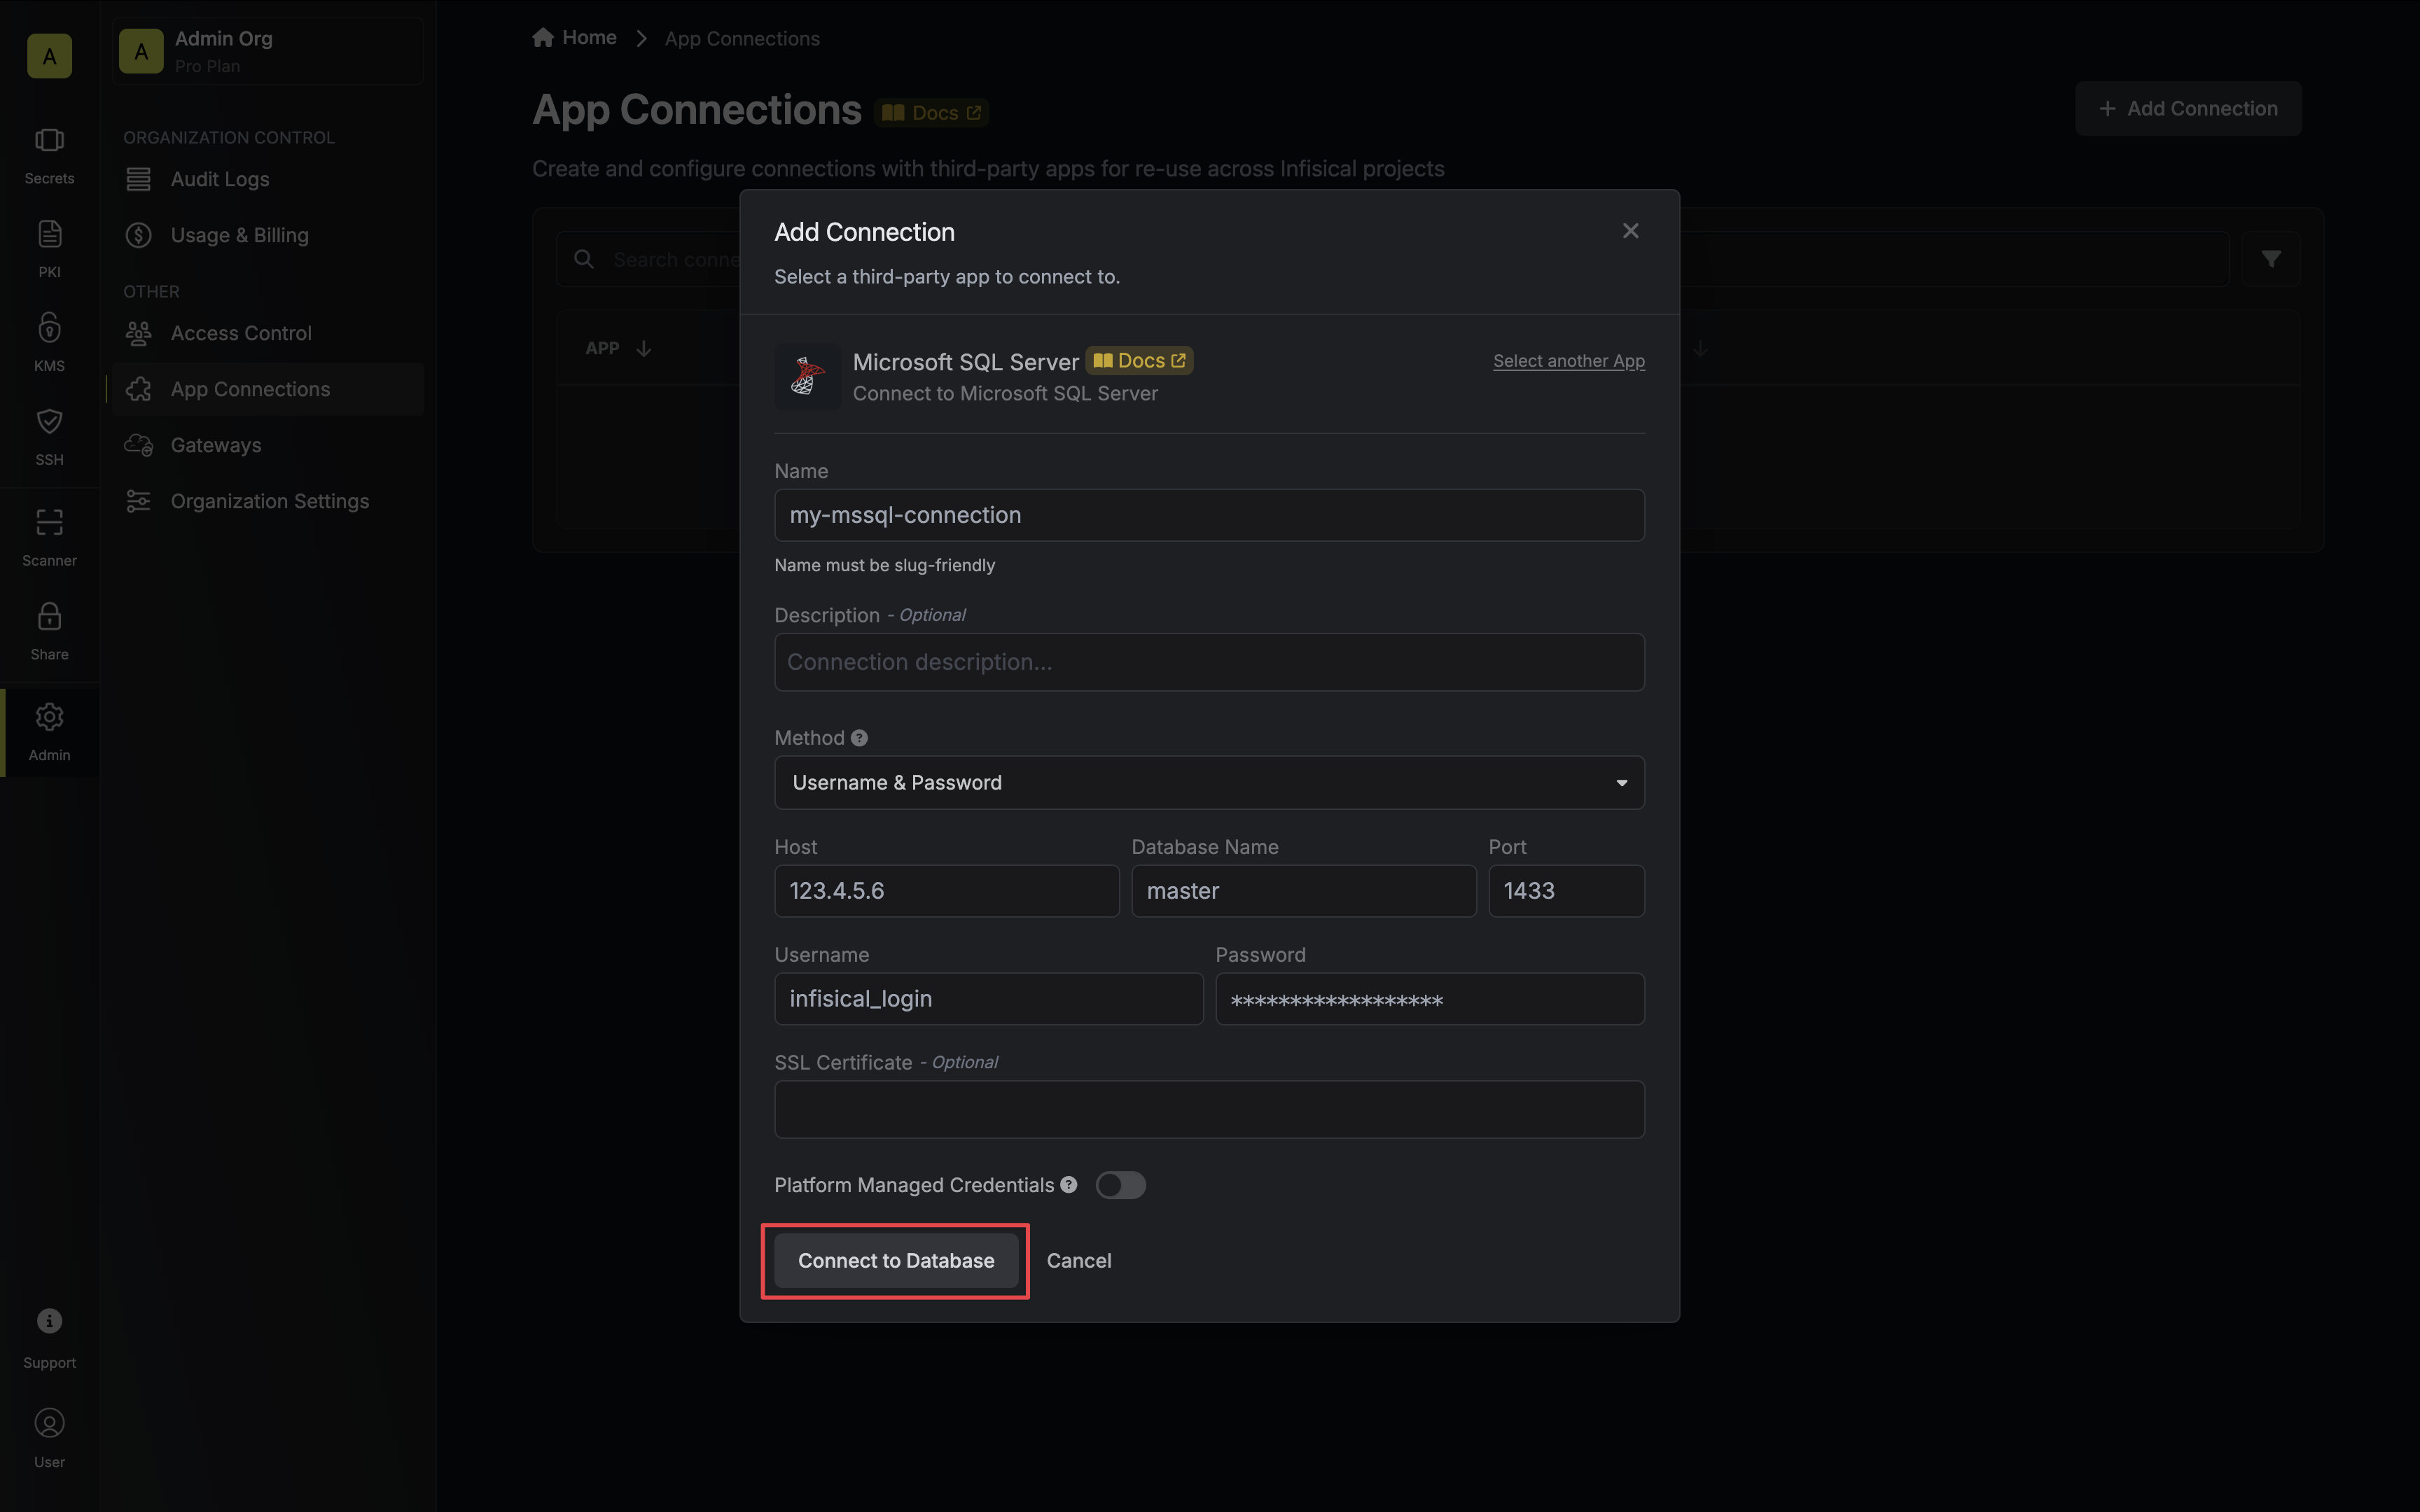 A
Secrets
PKI
KMS
SSH
Scanner
Share
Admin
Support
User
A
Admin Org
Pro Plan
ORGANIZATION CONTROL
Audit Logs
Usage & Billing
OTHER
Access Control
App Connections
Gateways
Organization Settings
Home
App Connections
App Connections
Docs
Add Connection
Create and configure connections with third-party apps for re-use across Infisical projects
Search conne
APP
Add Connection
Select a third-party app to connect to.
Microsoft SQL Server
Docs
Select another App
Connect to Microsoft SQL Server
Name
my-mssql-connection
Name must be slug-friendly
Description - Optional
Connection description...
Method
Username & Password
Host
Database Name
Port
123.4.5.6
master
1433
Username
Password
infisical_login
******************
SSL Certificate - Optional
Platform Managed Credentials
Connect to Database
Cancel